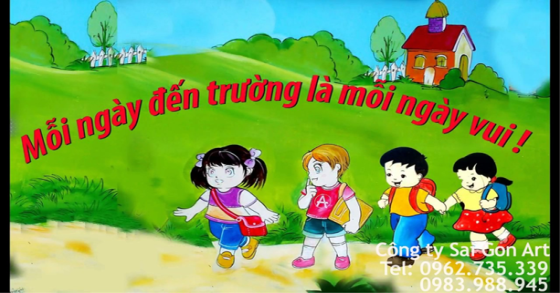 Mỗi ngày đến trường là mỗi ngày vui !
A
Công ty Sài Gòn Art
Tel: 0962.735.339
0983.988.945